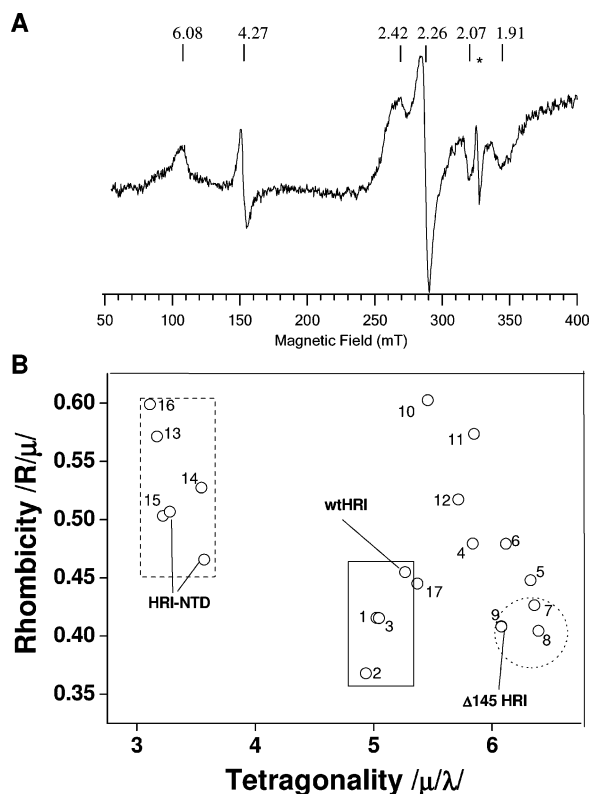 A
6.08 4.27 2.42 2.26 2.07 1.91
*
50 100 150 200 250 300 350 400
Magnetic Field (mT)
B
Rhombicity /R/μ/
0.60
0.55
0.50
0.45
0.40
0.35
16
13
14
15
HRI-NTD
10
11
12
wtHRI
4
6
5
17
1
3
2
7
9
8
Δ145 HRI
3 4 5 6
Tetragonality /μ/λ/